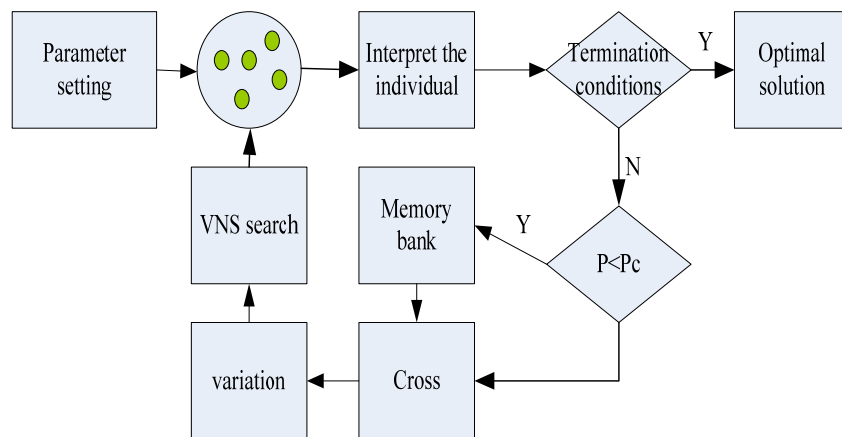 Parameter
setting
Interpret the
individual
Termination
conditions
Y
Optimal
solution
N
VNS search
Memory
bank
Y
P<Pc
variation
Cross